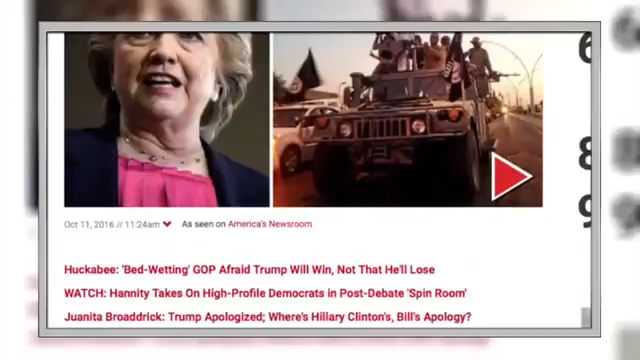 Oct 11, 2016 // 11:24am As seen on America's Newsroom
Huckabee: 'Bed-Wetting' GOP Afraid Trump Will Win, Not That He'll Lose
WATCH: Hannity Takes On High-Profile Democrats in Post-Debate 'Spin Room'
Juanita Broaddrick: Trump Apologized; Where's Hillary Clinton's, Bill's Apology?
8